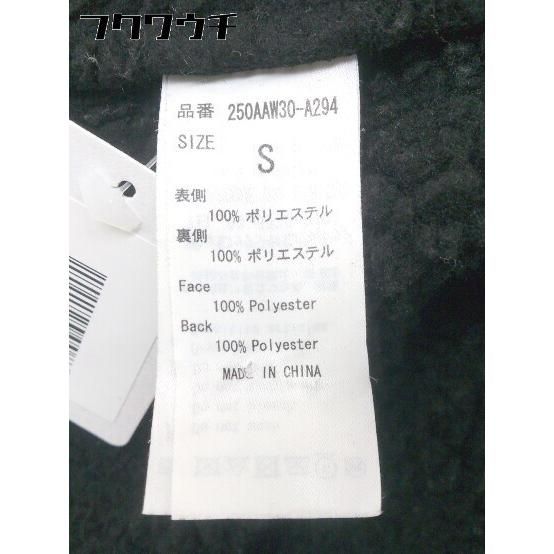 フクワウチ
品番 250AAW30-A294
SIZE
S
表側
100% ポリエステル
裏側
100% ポリエステル
Face
100% Polyester
Back
100% Polyester
MADE IN CHINA